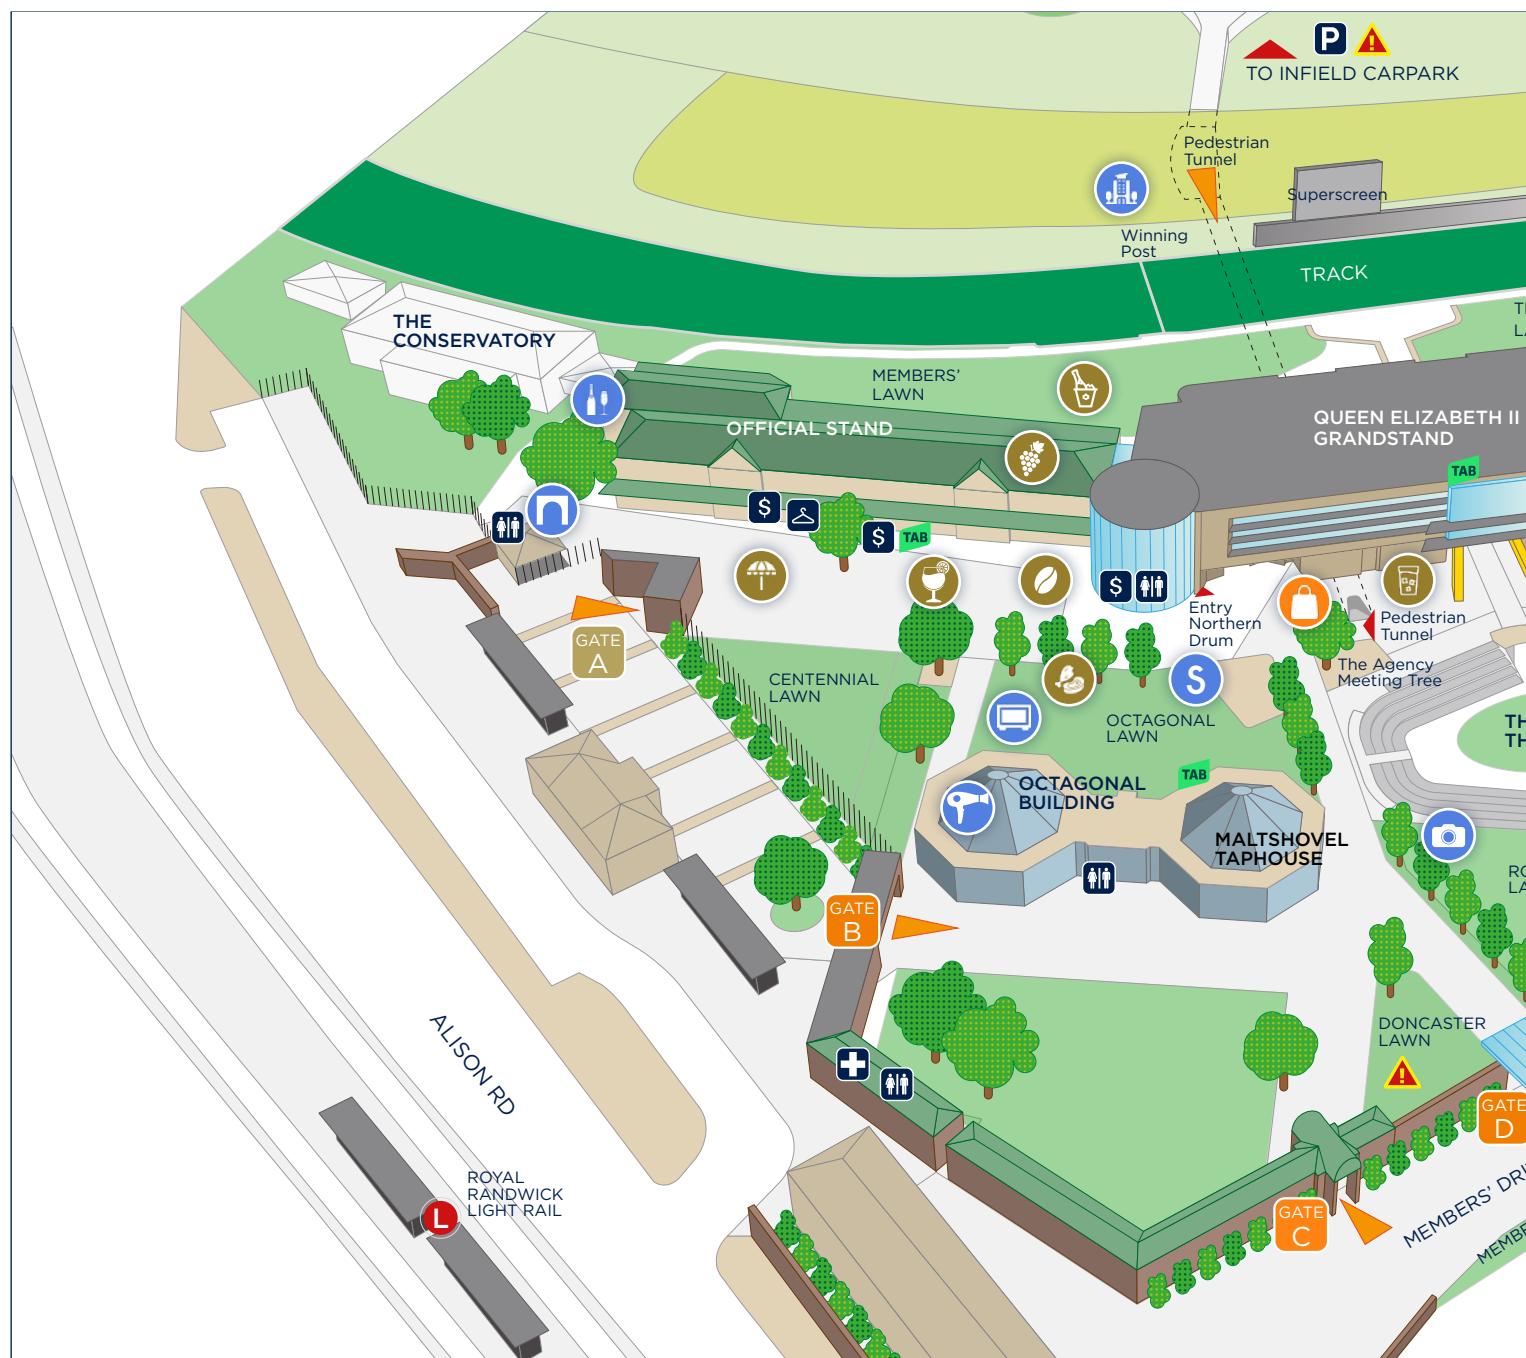 P
TO INFIELD CARPARK
Pedestrian
Tunnel
Superscreen
Winning
Post
TRACK
THE
CONSERVATORY
MEMBERS'
LAWN
OFFICIAL STAND
QUEEN ELIZABETH II
GRANDSTAND
TAB
$
$
TAB
$
Entry
Northern
Drum
Pedestrian
Tunnel
The Agency
Meeting Tree
GATE
A
CENTENNIAL
LAWN
S
OCTAGONAL
LAWN
TAB
OCTAGONAL
BUILDING
MALTSHOVEL
TAPHOUSE
GATE
B
DONCASTER
LAWN
ALISON RD
GATE
D
ROYAL
RANDWICK
LIGHT RAIL
L
GATE
C
MEMBERS' DRI
MEMBE